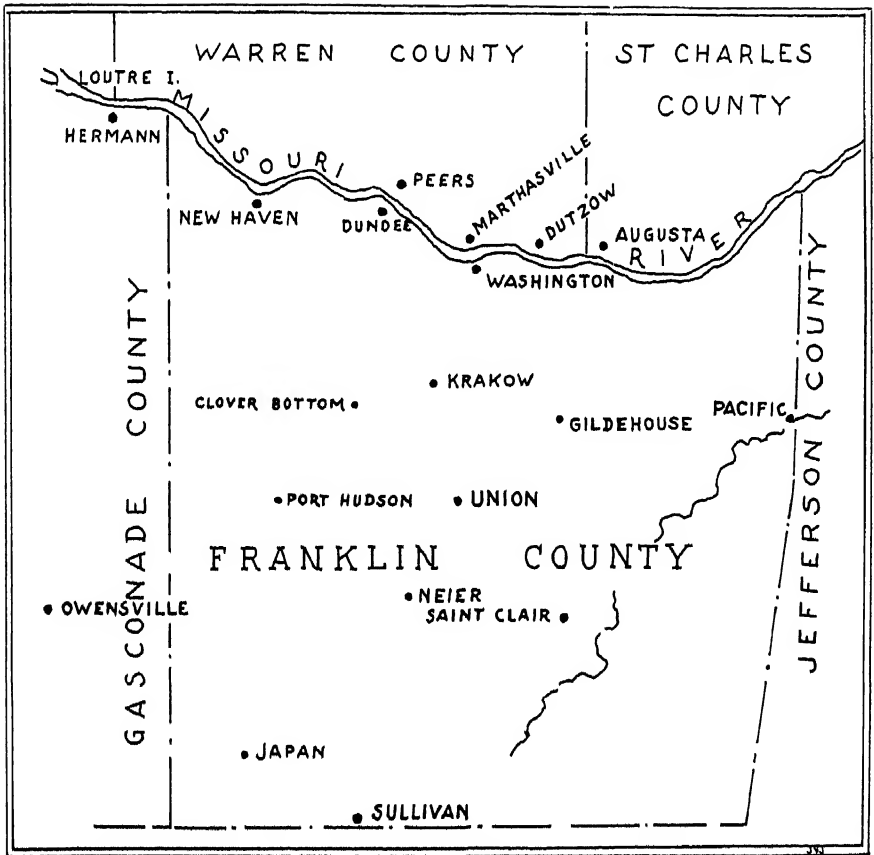 WARREN COUNTY
ST CHARLES
COUNTY
LOUTRE I.
MISSOURI
HERMANN
PEERS
MARTHASVILLE
DUTZOW
NEW HAVEN
DUNDEE
AUGUSTA
RIVER
WASHINGTON
GASCONADE COUNTY
JEFFERSON COUNTY
KRAKOW
CLOVER BOTTOM
GILDEHOUSE
PACIFIC
PORT HUDSON
UNION
FRANKLIN COUNTY
NEIER
OWENSVILLE
SAINT CLAIR
JAPAN
SULLIVAN